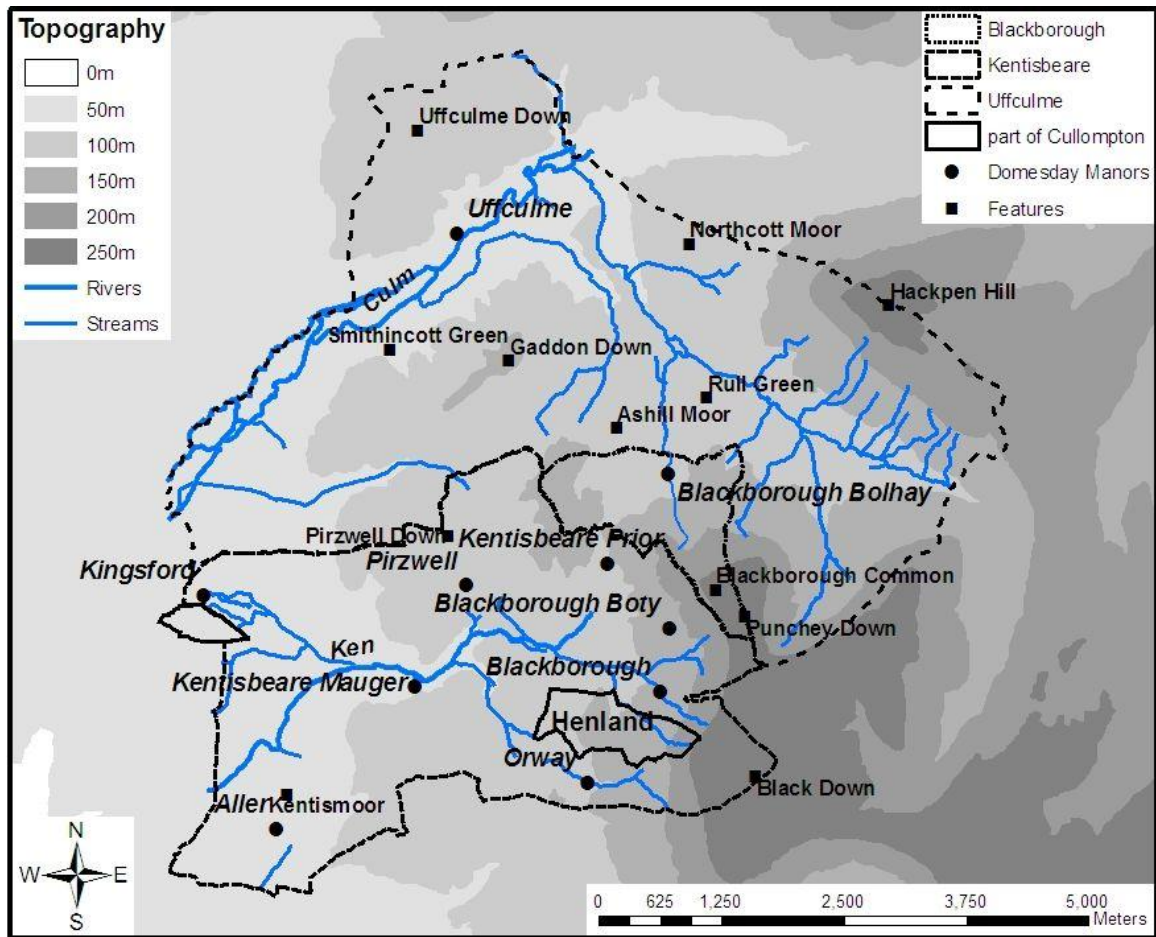 Topography
0m
50m
100m
150m
200m
250m
Rivers
Streams
Blackborough
Kentisbeare
Uffculme
part of Cullompton
Domesday Manors
Features
Uffculme Down
Uffculme
Northcott Moor
Culm
Hackpen Hill
Smithincott Green
Gaddon Down
Rull Green
Ashill Moor
Blackborough Bolhay
Pirzwell Down
Kentisbeare Prior
Pirzwell
Kingsford
Blackborough Common
Blackborough Boty
Punchey Down
Ken
Blackborough
Kentisbeare Mauger
Henland
Orway
Black Down
Aller
Kentismoor
N
W
E
S
0 625 1,250 2,500 3,750 5,000
Meters